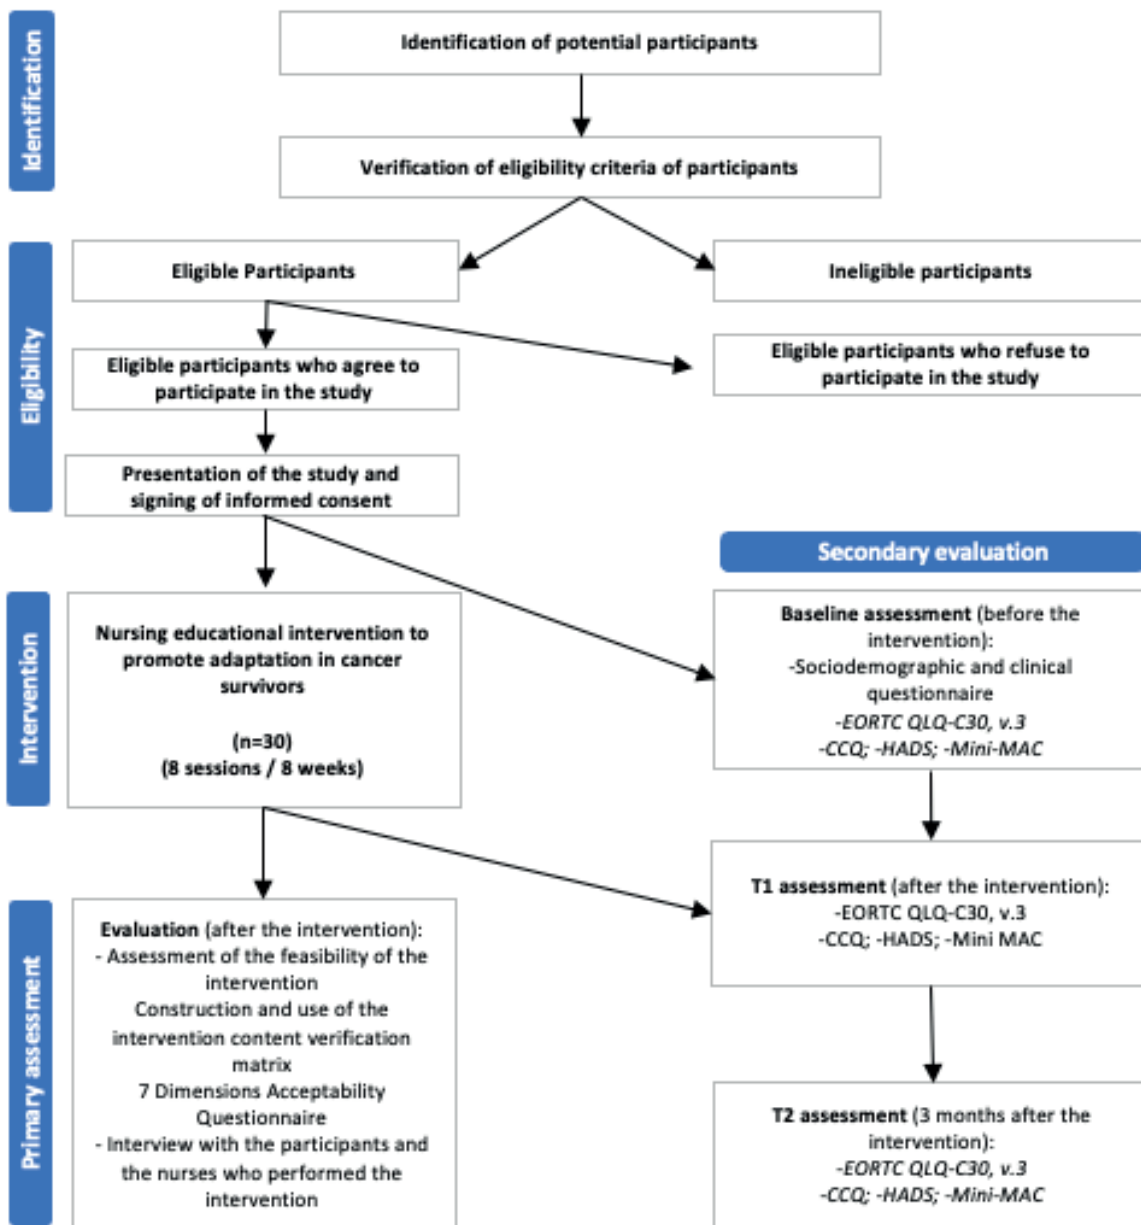 Identification
Identification of potential participants
Verification of eligibility criteria of participants
Eligibility
Eligible Participants
Ineligible participants
Eligible participants who agree to
participate in the study
Eligible participants who refuse to
participate in the study
Presentation of the study and
signing of informed consent
Secondary evaluation
Intervention
Nursing educational intervention to
promote adaptation in cancer
survivors
(n=30)
(8 sessions / 8 weeks)
Baseline assessment (before the
intervention):
-Sociodemographic and clinical
questionnaire
-EORTC QLQ-C30, v.3
-CCQ; -HADS; -Mini-MAC
T1 assessment (after the intervention):
-EORTC QLQ-C30, v.3
-CCQ; -HADS; -Mini MAC
Primary assessment
Evaluation (after the intervention):
- Assessment of the feasibility of the
intervention
Construction and use of the
intervention content verification
matrix
7 Dimensions Acceptability
Questionnaire
- Interview with the participants and
the nurses who performed the
intervention
T2 assessment (3 months after the
intervention):
-EORTC QLQ-C30, v.3
-CCQ; -HADS; -Mini-MAC